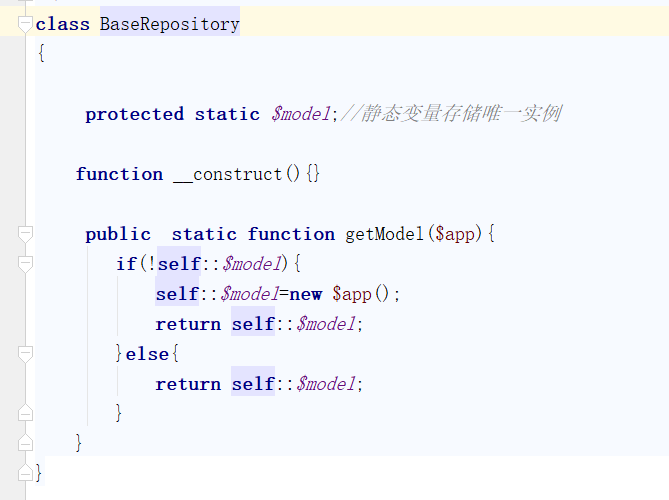 class BaseRepository
{
protected static $model;//静态变量存储唯一实例
function __construct(){}
public  static function getModel($app){
if(!self::$model){
self::$model=new $app();
return self::$model;
}else{
return self::$model;
}
}
}